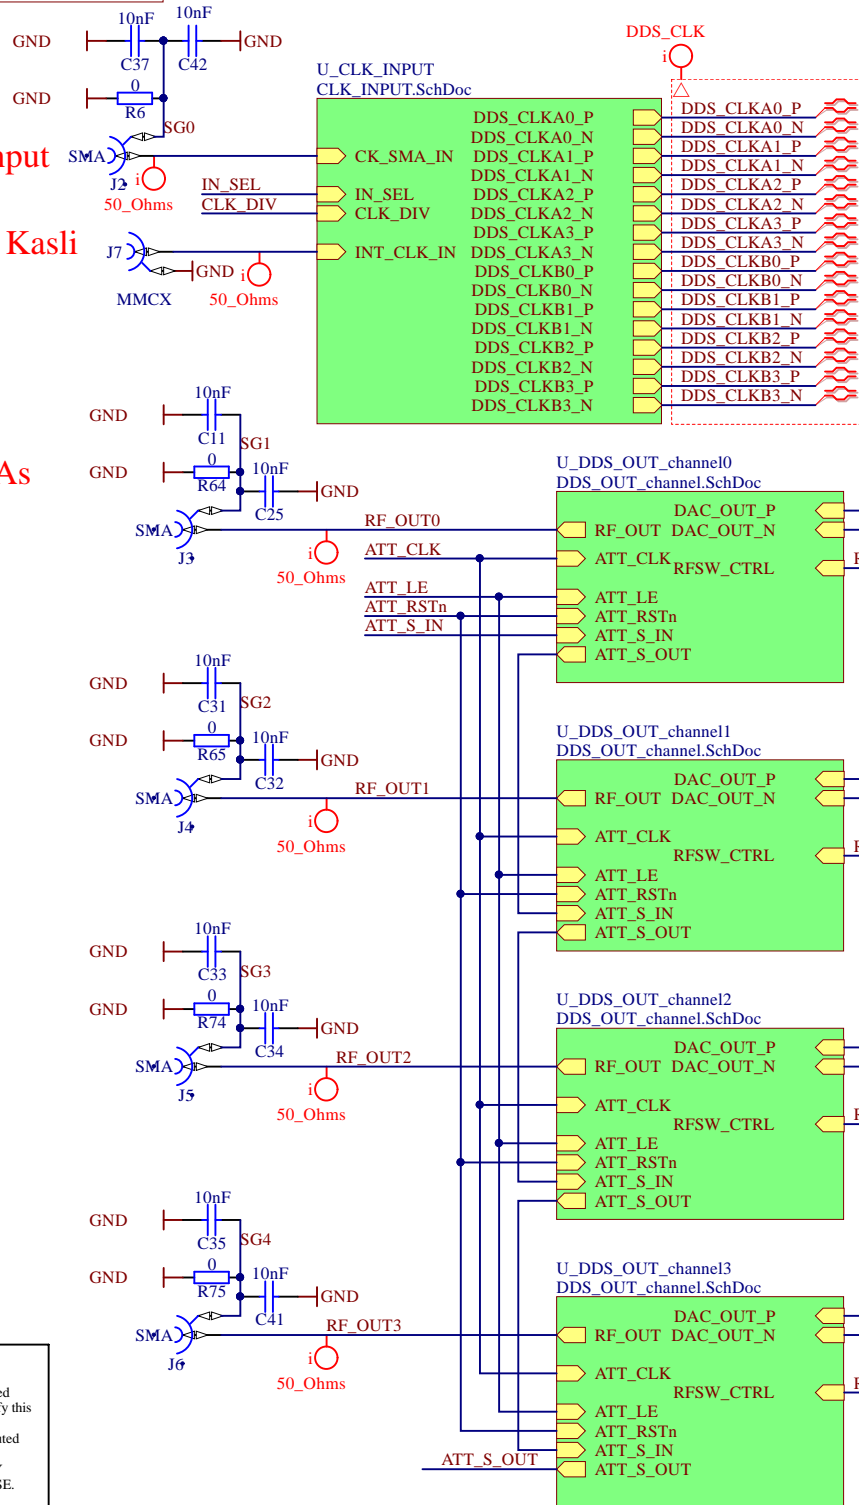 10nF 10nF
GND GND
C37 C42
0
GND
R6
SG0
SMA
J2
50_Ohms
Kasli
J7
GND
MMCX
50_Ohms
IN_SEL
CLK_DIV
U_CLK_INPUT
CLK_INPUT.SchDoc
CK_SMA_IN
IN_SEL
CLK_DIV
INT_CLK_IN
DDS_CLKA0_P
DDS_CLKA0_N
DDS_CLKA1_P
DDS_CLKA1_N
DDS_CLKA2_P
DDS_CLKA2_N
DDS_CLKA3_P
DDS_CLKA3_N
DDS_CLKB0_P
DDS_CLKB0_N
DDS_CLKB1_P
DDS_CLKB1_N
DDS_CLKB2_P
DDS_CLKB2_N
DDS_CLKB3_P
DDS_CLKB3_N
DDS_CLK
i
DDS_CLKA0_P
DDS_CLKA0_N
DDS_CLKA1_P
DDS_CLKA1_N
DDS_CLKA2_P
DDS_CLKA2_N
DDS_CLKA3_P
DDS_CLKA3_N
DDS_CLKB0_P
DDS_CLKB0_N
DDS_CLKB1_P
DDS_CLKB1_N
DDS_CLKB2_P
DDS_CLKB2_N
DDS_CLKB3_P
DDS_CLKB3_N
As
10nF
GND
C11
SG1
0
GND
R64
10nF
GND
C25
SMA
J3
RF_OUT0
i
50_Ohms
ATT_CLK
ATT_LE
ATT_RSTn
ATT_S_IN
U_DDS_OUT_channel0
DDS_OUT_channel.SchDoc
DAC_OUT_P
RF_OUT DAC_OUT_N
ATT_CLK
RFSW_CTRL
ATT_LE
ATT_RSTn
ATT_S_IN
ATT_S_OUT
10nF
GND
C31
SG2
0
GND
R65
10nF
GND
C32
SMA
J4
RF_OUT1
i
50_Ohms
U_DDS_OUT_channel1
DDS_OUT_channel.SchDoc
DAC_OUT_P
RF_OUT DAC_OUT_N
ATT_CLK
RFSW_CTRL
ATT_LE
ATT_RSTn
ATT_S_IN
ATT_S_OUT
10nF
GND
C33
SG3
0
GND
R74
10nF
GND
C34
SMA
J5
RF_OUT2
i
50_Ohms
U_DDS_OUT_channel2
DDS_OUT_channel.SchDoc
DAC_OUT_P
RF_OUT DAC_OUT_N
ATT_CLK
RFSW_CTRL
ATT_LE
ATT_RSTn
ATT_S_IN
ATT_S_OUT
10nF
GND
C35
SG4
0
GND
R75
10nF
GND
C41
SMA
J6
RF_OUT3
i
50_Ohms
U_DDS_OUT_channel3
DDS_OUT_channel.SchDoc
DAC_OUT_P
RF_OUT DAC_OUT_N
ATT_CLK
RFSW_CTRL
ATT_LE
ATT_RSTn
ATT_S_IN
ATT_S_OUT
ATT_S_OUT
this